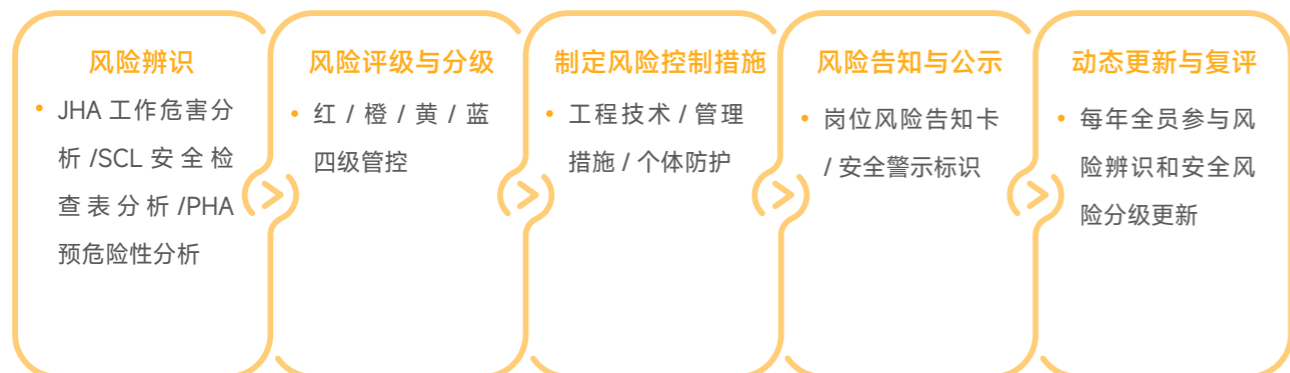 风险辨识
JHA 工作危害分
析 /SCL 安全检
查表分析 /PHA
预危险性分析
风险评级与分级
红 / 橙 / 黄 / 蓝
四级管控
制定风险控制措施
工程技术 / 管理
措施 / 个体防护
风险告知与公示
岗位风险告知卡
/ 安全警示标识
动态更新与复评
每年全员参与风
险辨识和安全风
险分级更新